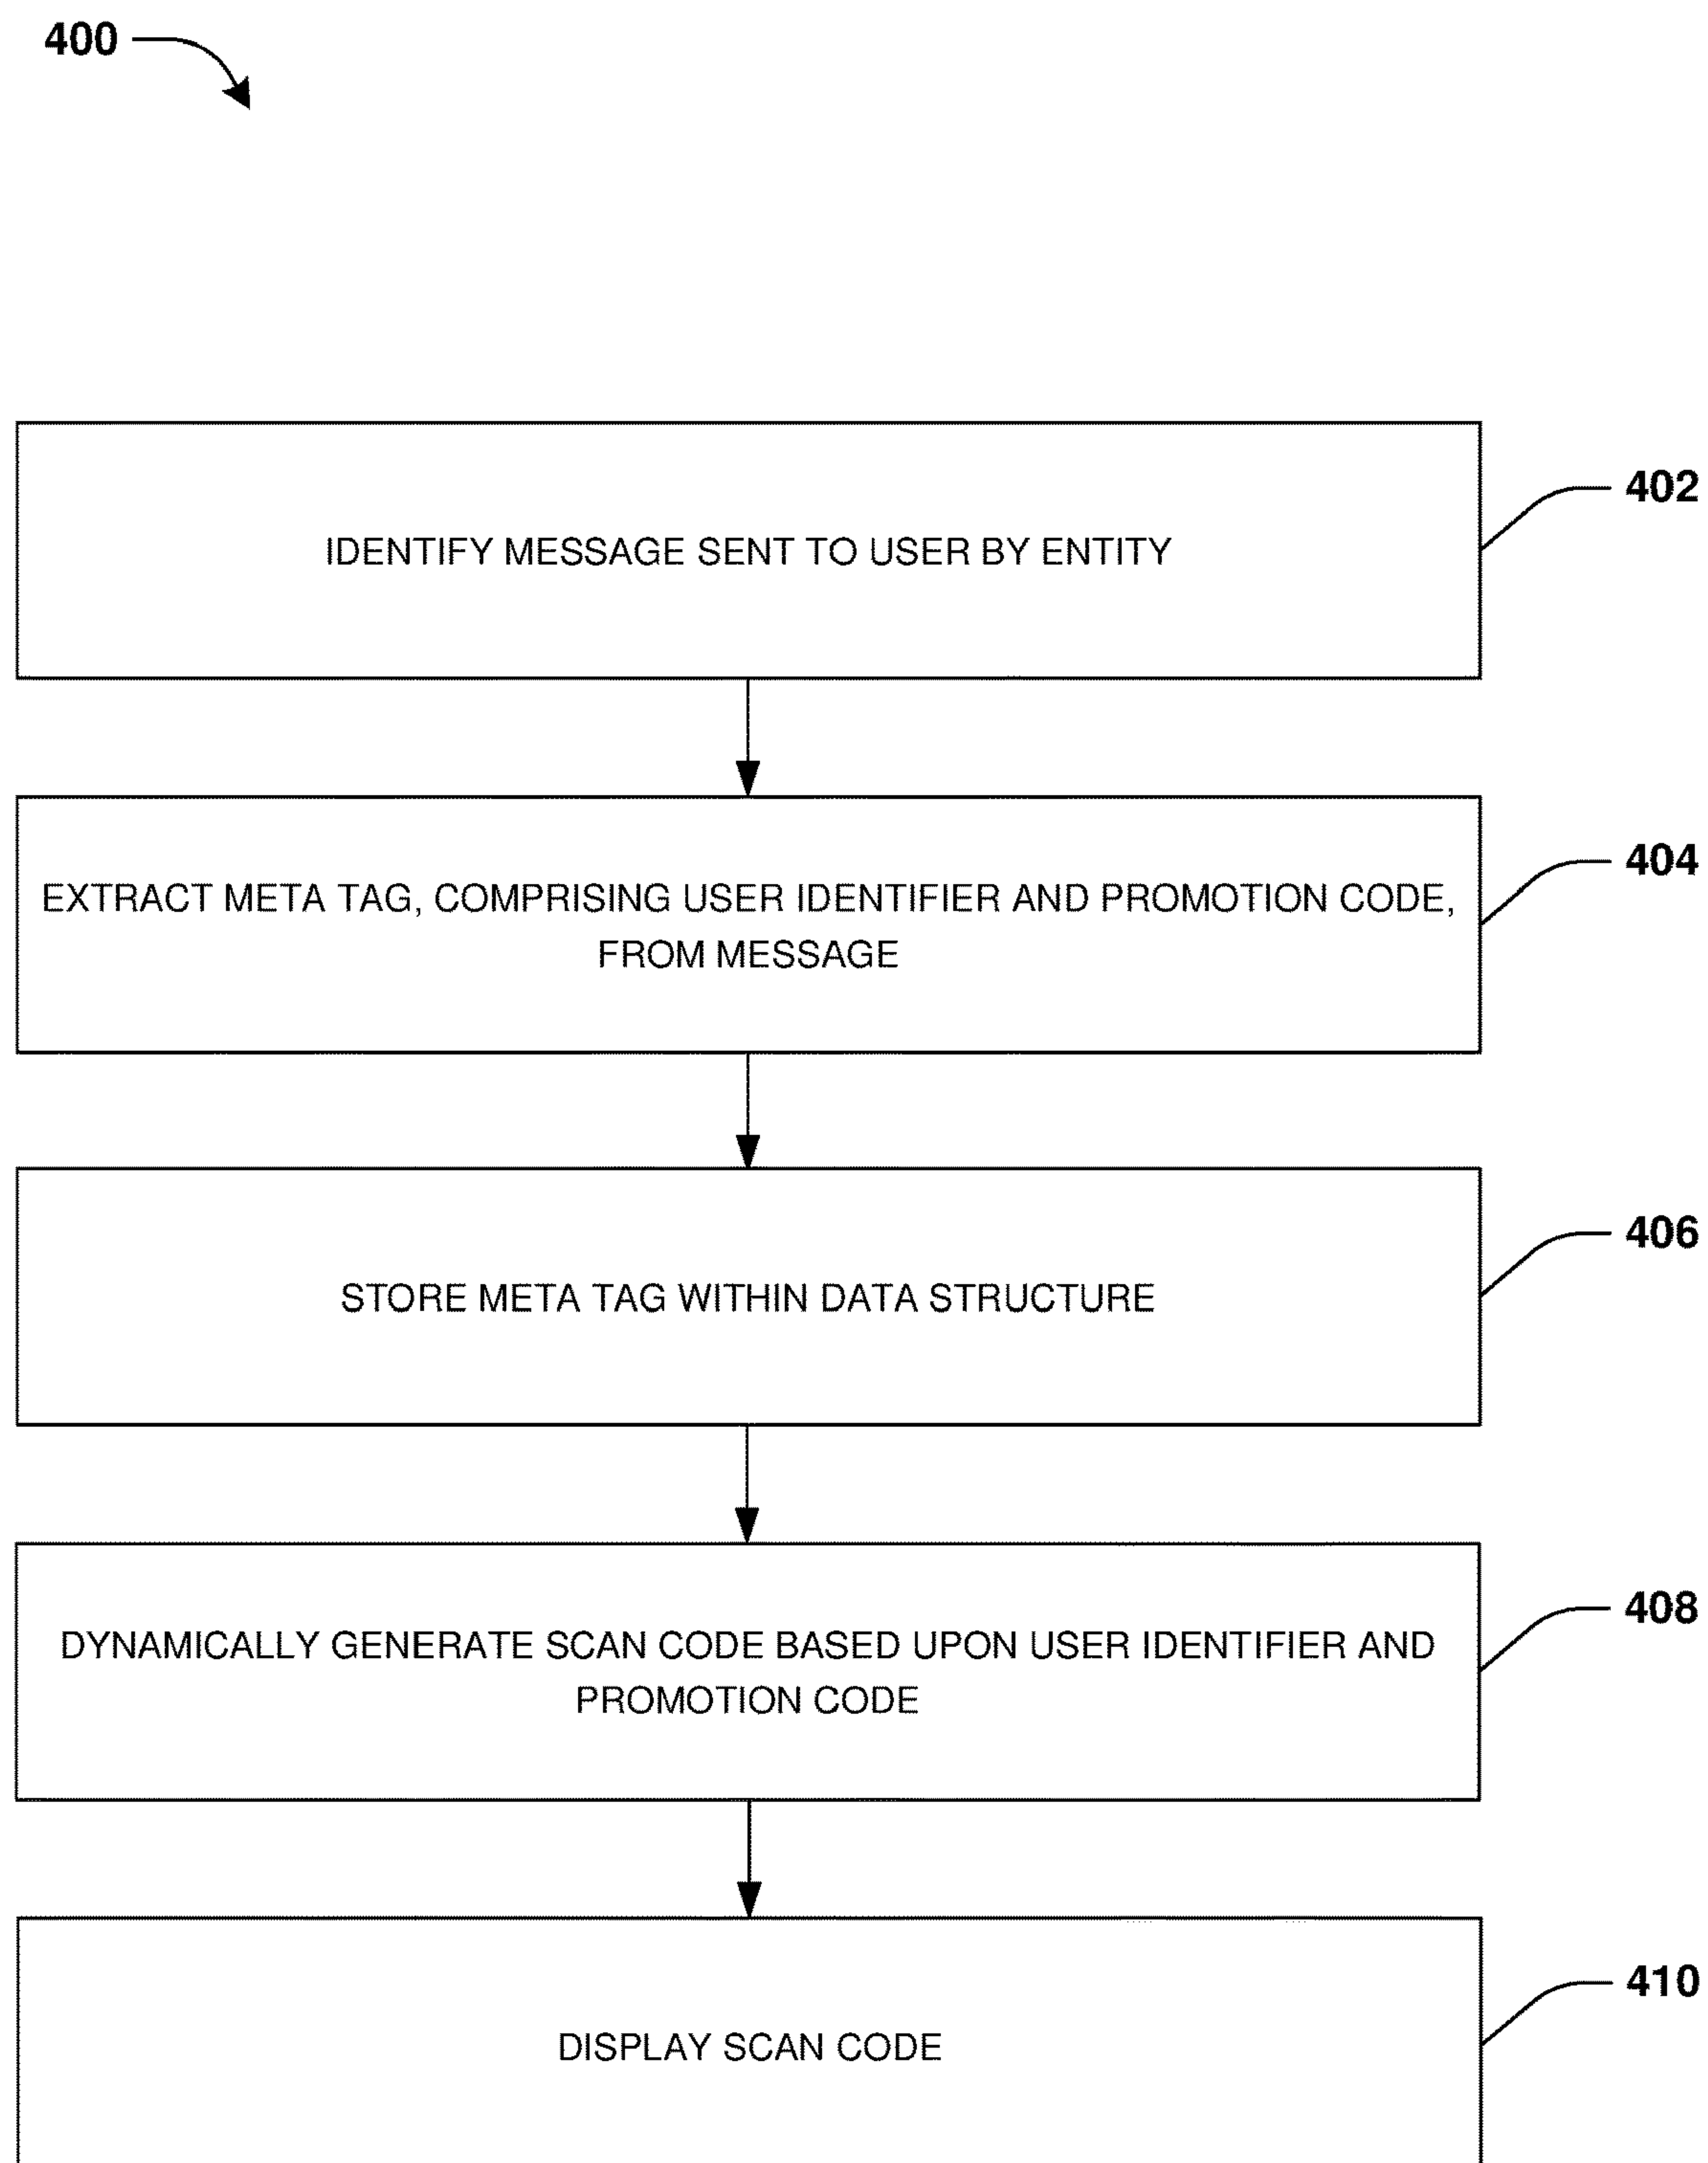 400
IDENTIFY MESSAGE SENT TO USER BY ENTITY
402
EXTRACT META TAG, COMPRISING USER IDENTIFIER AND PROMOTION CODE,
FROM MESSAGE
404
STORE META TAG WITHIN DATA STRUCTURE
406
DYNAMICALLY GENERATE SCAN CODE BASED UPON USER IDENTIFIER AND
PROMOTION CODE
408
DISPLAY SCAN CODE
410